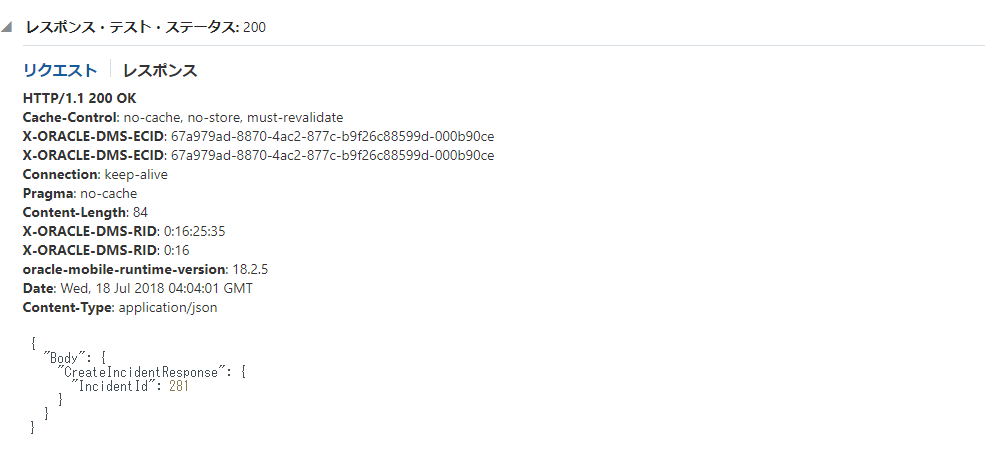 レスポンス・テスト・ステータス: 200
リクエスト レスポンス
HTTP/1.1 200 OK
Cache-Control: no-cache, no-store, must-revalidate
X-ORACLE-DMS-ECID: 67a979ad-8870-4ac2-877c-b9f26c88599d-000b90ce
X-ORACLE-DMS-ECID: 67a979ad-8870-4ac2-877c-b9f26c88599d-000b90ce
Connection: keep-alive
Pragma: no-cache
Content-Length: 84
X-ORACLE-DMS-RID: 0:16:25:35
X-ORACLE-DMS-RID: 0:16
oracle-mobile-runtime-version: 18.2.5
Date: Wed, 18 Jul 2018 04:04:01 GMT
Content-Type: application/json
{
"Body": {
"CreateIncidentResponse": {
"IncidentId": 281
}
}
}